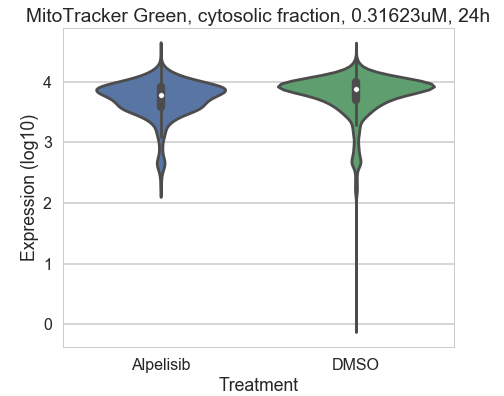 MitoTracker Green, cytosolic fraction, 0.31623uM, 24h
Expression (log10)
4
3
2
1
0
Alpelisib
DMSO
Treatment